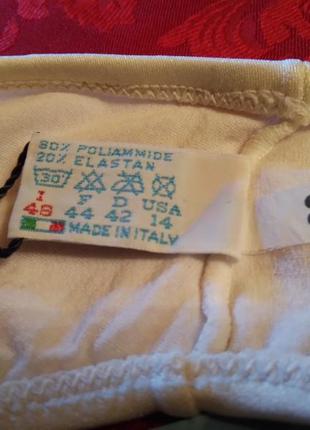 80% POLIAMMIDE
20% ELASTAN
30
I F D USA
48 44 42 14
MADE IN ITALY